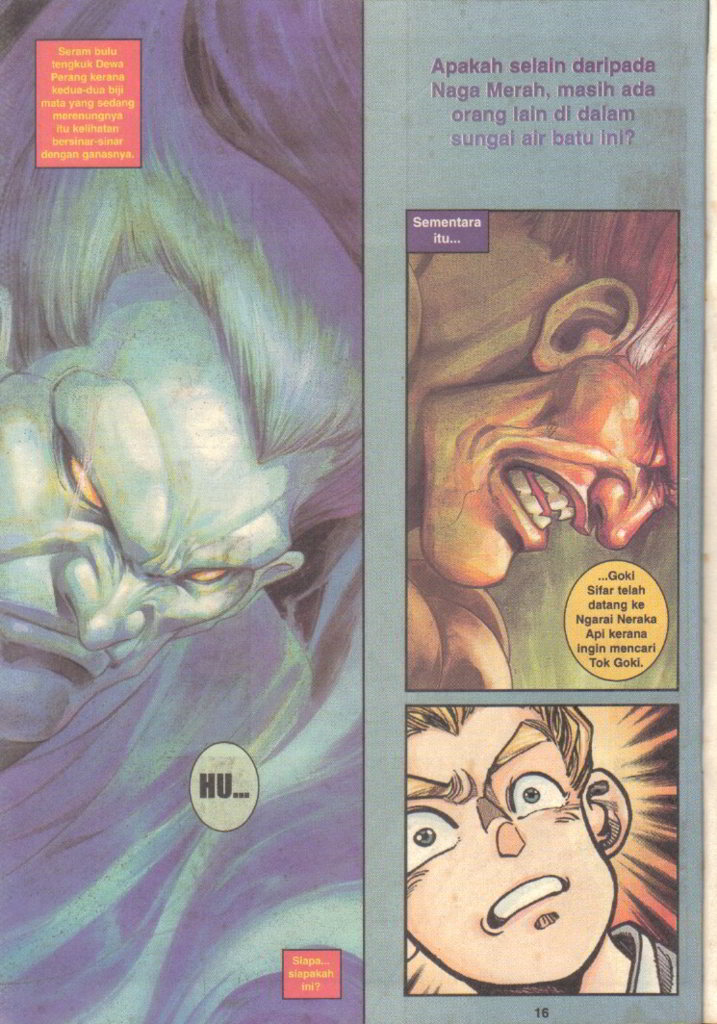 Seram bulu
tengkuk Dewa
Perang kerana
kedua-dua biji
mata yang sedang
merenungnya
itu kelihatan
bersinar-sinar
dengan ganasnya.
HU...
Siapa...
siapakah
ini?
Apakah selain daripada
Naga Merah, masih ada
orang lain di dalam
sungai air batu ini?
Sementara
itu...
...Goki
Sifar telah
datang ke
Ngarai Neraka
Api kerana
ingin mencari
Tok Goki.
16